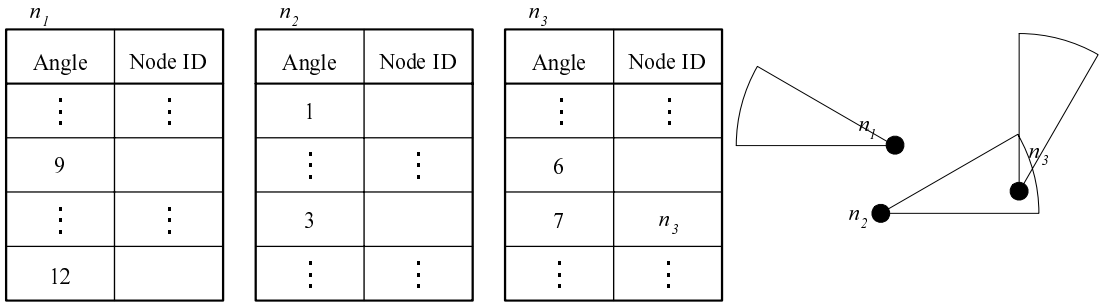 n1 n2 n3
Angle Node ID Angle Node ID Angle Node ID
⋮ ⋮ 1 ⋮ ⋮
9 ⋮ ⋮ 6
⋮ ⋮ 3 7 n3
12 ⋮ ⋮ ⋮ ⋮
n1
n3
n2